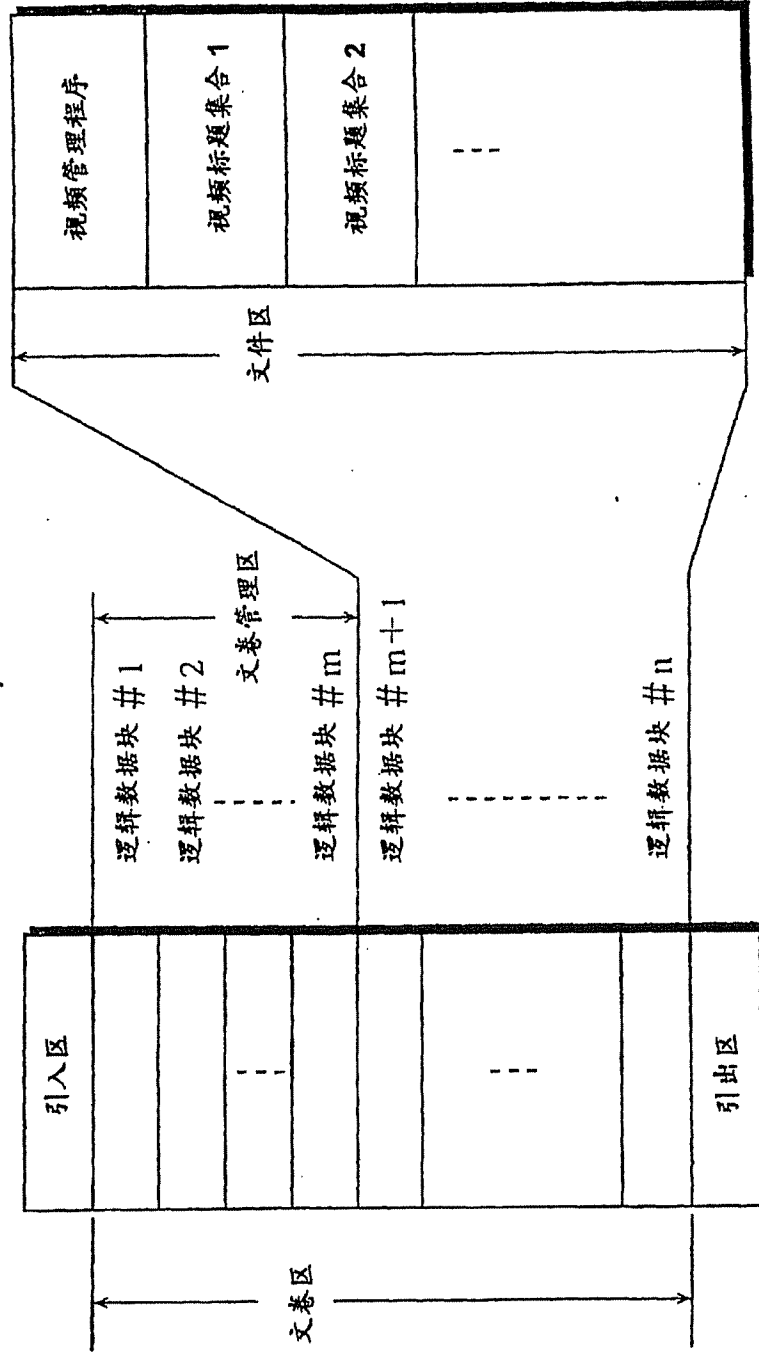 引入区
引出区
文卷区
逻辑数据块 #1
逻辑数据块 #2
逻辑数据块 #m
逻辑数据块 #m+1
逻辑数据块 #n
文卷管理区
文件区
视频管理程序
视频标题集合1
视频标题集合2